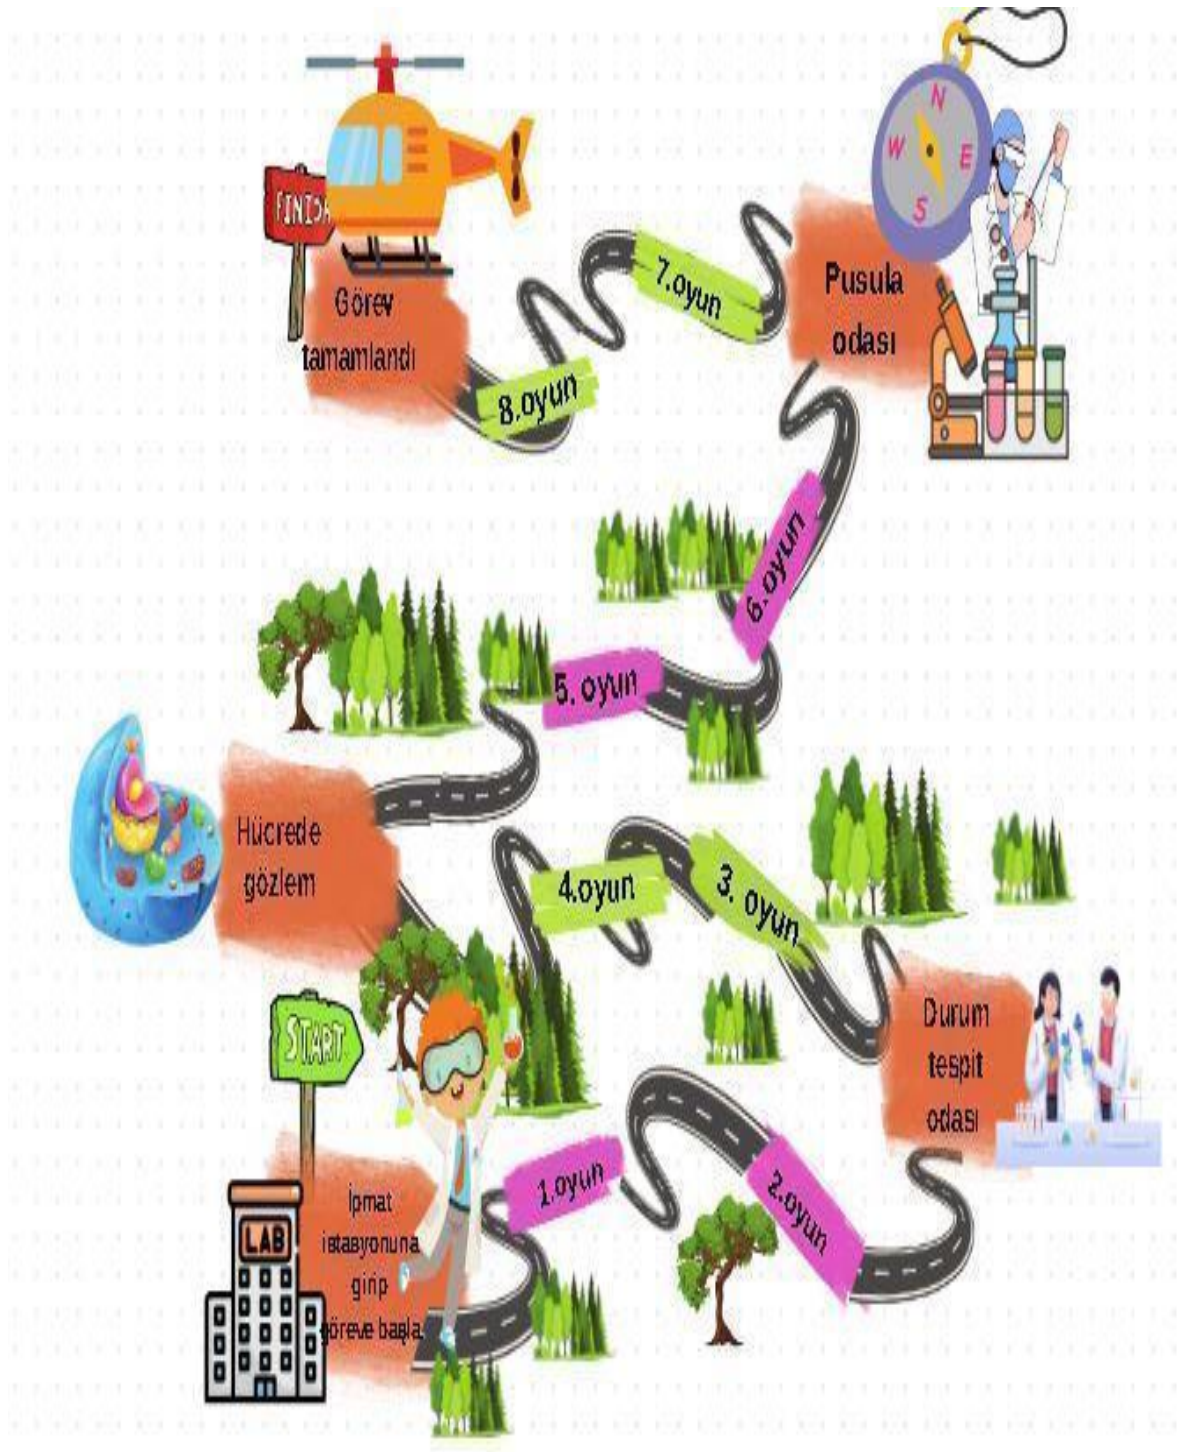 FINISH
Görev
tamamlandı
8.oyun
7.oyun
N
W
E
S
Pusula
odası
6.oyun
5. oyun
Hücrede
gözlem
4.oyun
3. oyun
Durum
tespit
odası
START
LAB
İpmat
istasyonuna
girip
göreve başla
1.oyun
2.oyun